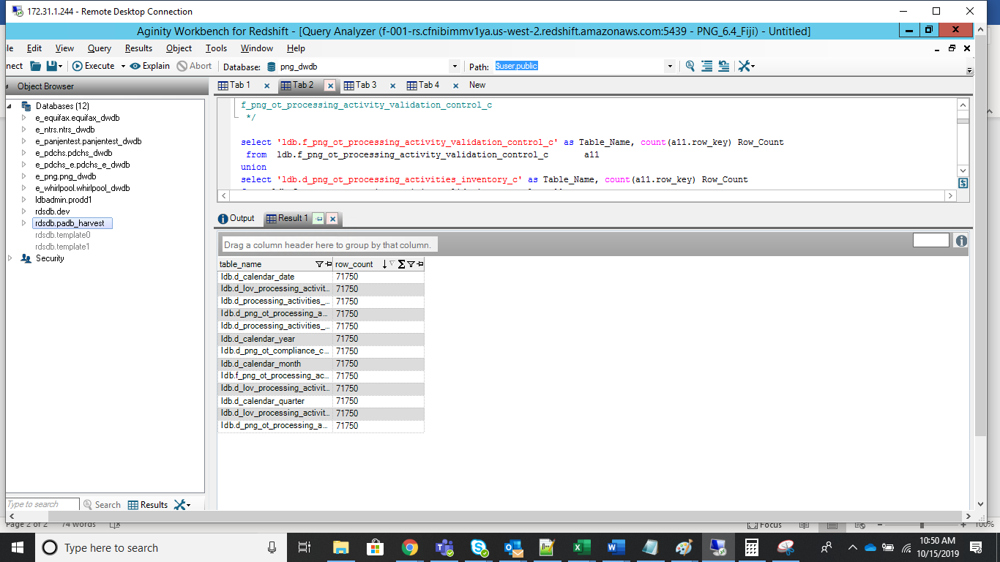 172.31.1.244 - Remote Desktop Connection
Aginity Workbench for Redshift - [Query Analyzer (f-001-rs.cfnibimmv1ya.us-west-2.redshift.amazonaws.com:5439 - PNG_6.4_Fiji) - Untitled]
le Edit View Query Results Object Tools Window Help
nect Execute Explain Abort Database: png_dwdb Path: $user,public
Object Browser
Tab 1 Tab 2 Tab 3 Tab 4 New
Databases (12)
e_equifax.equifax_dwdb
e_ntrs.ntrs_dwdb
e_panjentest.panjentest_dwdb
e_pdchs.pdchs_dwdb
e_pdchs_e.pdchs_e_dwdb
e_png.png_dwdb
e_whirlpool.whirlpool_dwdb
ldbadmin.prodd1
rdsdb.dev
rdsdb.padb_harvest
rdsdb.template0
rdsdb.template1
Security
Type to search Search Results
f_png_ot_processing_activity_validation_control_c
*/
select 'ldb.f_png_ot_processing_activity_validation_control_c' as Table_Name, count(a11.row_key) Row_Count
from ldb.f_png_ot_processing_activity_validation_control_c a11
union
select 'ldb.d_png_ot_processing_activities_inventory_c' as Table_Name, count(a11.row_key) Row_Count
Output Result 1
Drag a column header here to group by that column.
table_name row_count
ldb.d_calendar_date 71750
ldb.d_lov_processing_activit... 71750
ldb.d_processing_activities_... 71750
ldb.d_png_ot_processing_a... 71750
ldb.d_processing_activities_... 71750
ldb.d_calendar_year 71750
ldb.d_png_ot_compliance_c... 71750
ldb.d_calendar_month 71750
ldb.f_png_ot_processing_ac... 71750
ldb.d_lov_processing_activit... 71750
ldb.d_calendar_quarter 71750
ldb.d_lov_processing_activit... 71750
ldb.d_png_ot_processing_a... 71750
Page 2 of 2 74 words Focus 100%
Type here to search
10:50 AM
10/15/2019